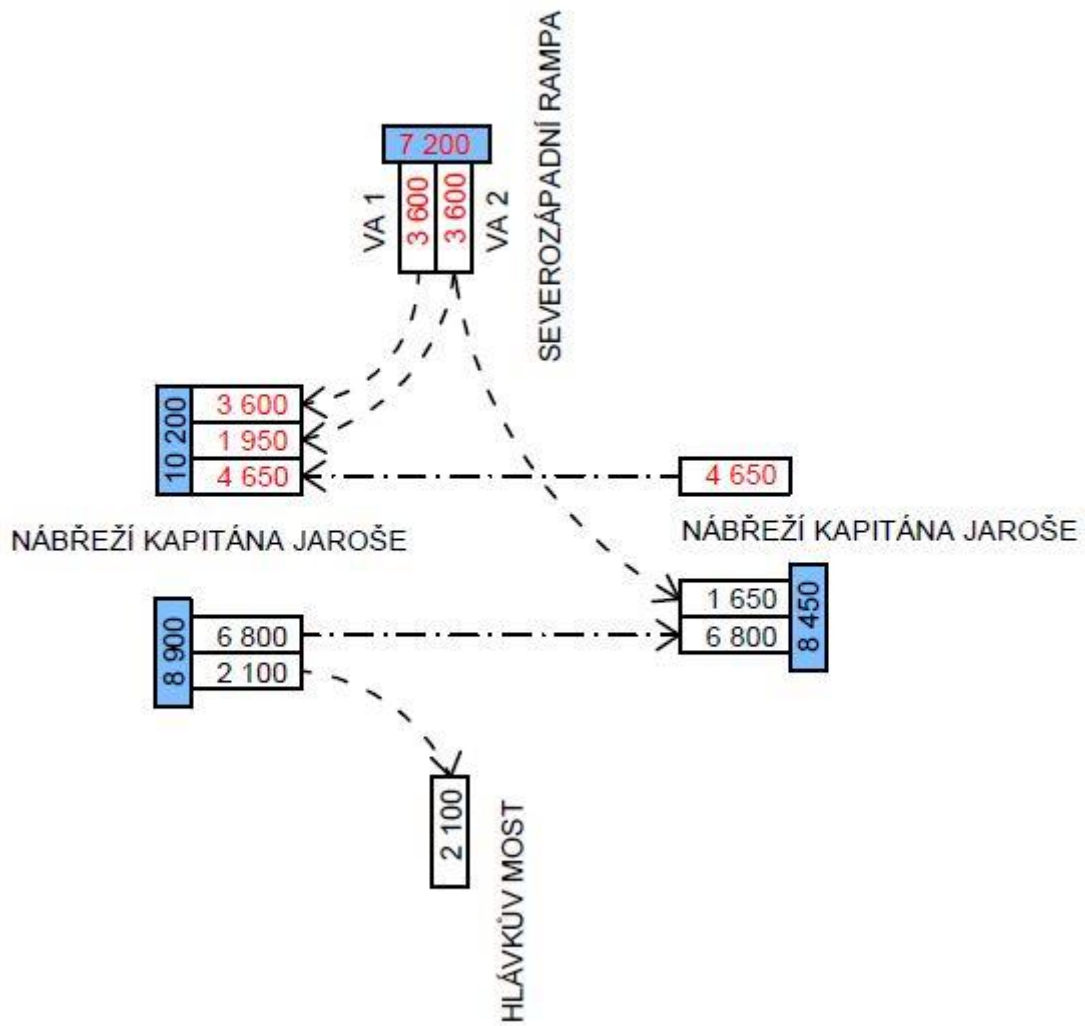 SEVEROZÁPADNÍ RAMPA
7 200
VA 1
3 600
3 600
VA 2
10 200
3 600
1 950
4 650
4 650
NÁBŘEŽÍ KAPITÁNA JAROŠE
NÁBŘEŽÍ KAPITÁNA JAROŠE
8 900
6 800
2 100
1 650
6 800
8 450
2 100
HLÁVKŮV MOST